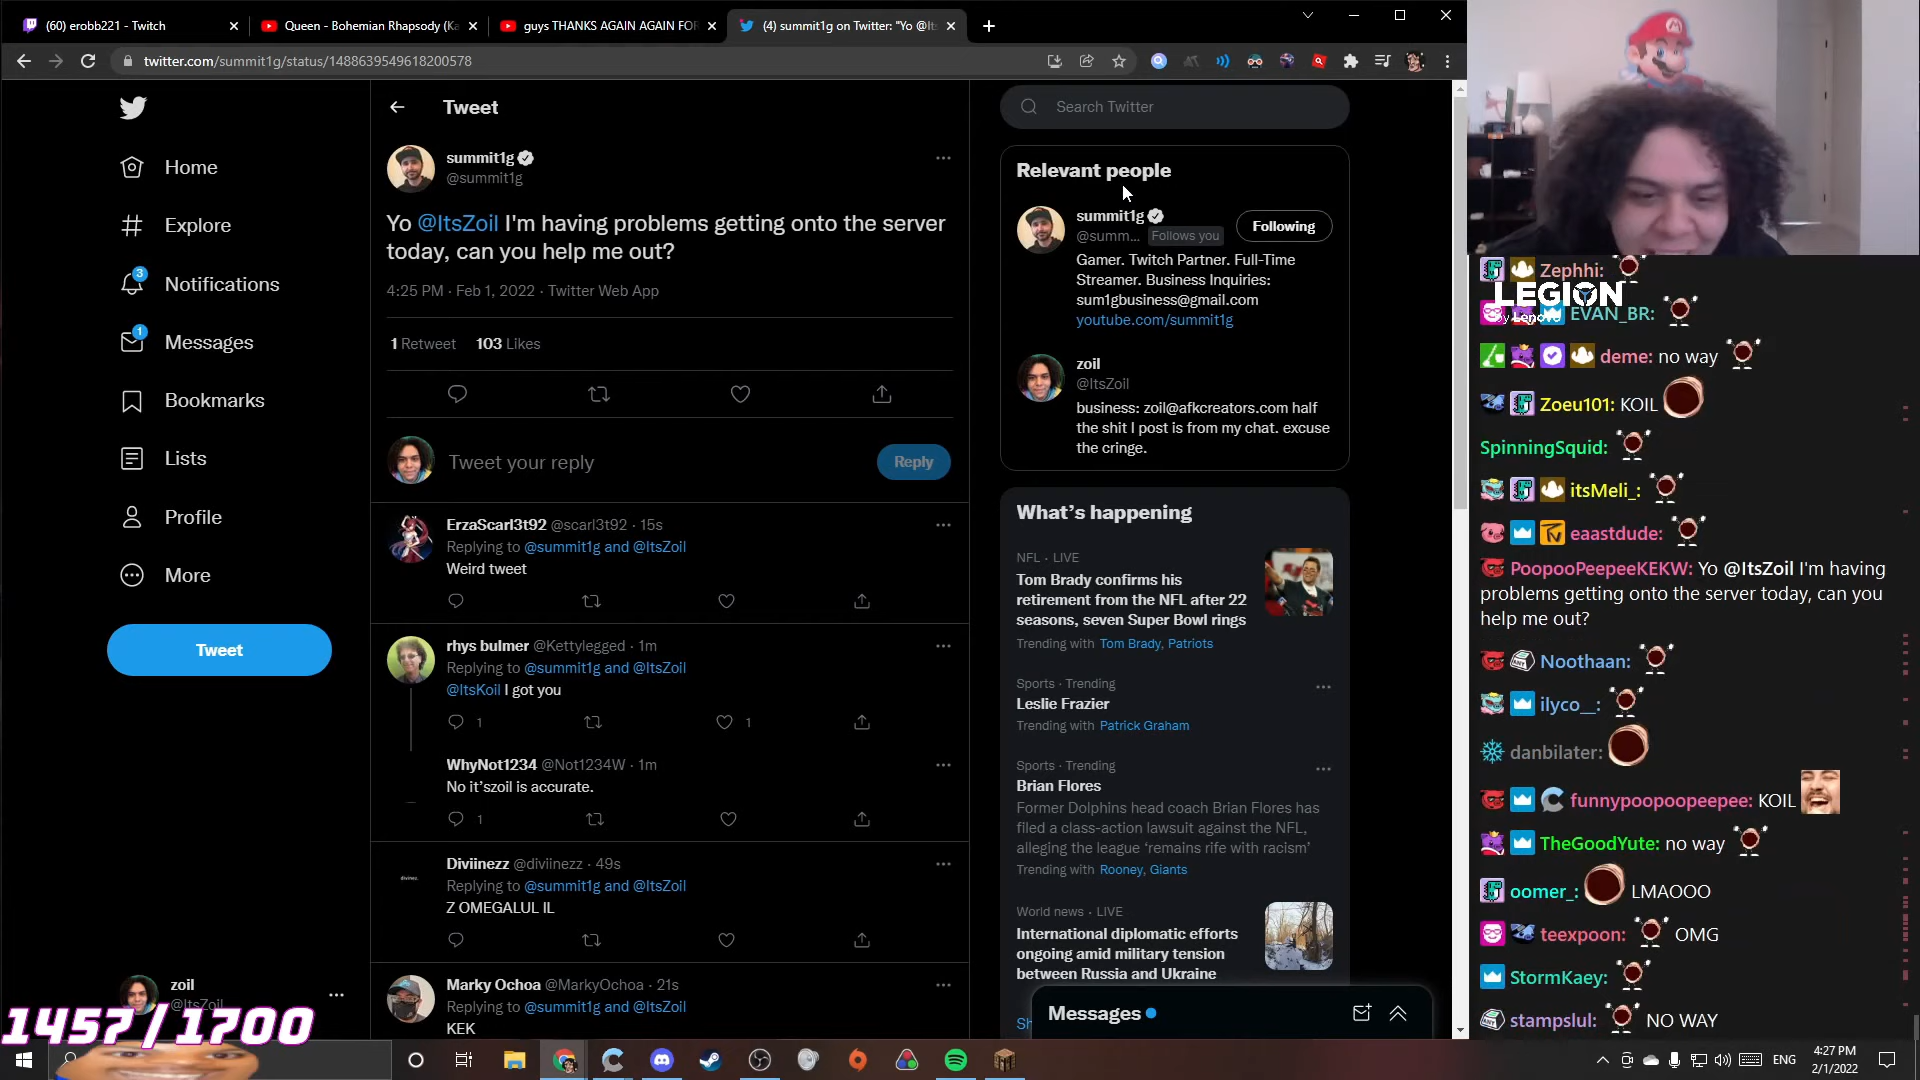 (60) erobb221 - Twitch
Queen - Bohemian Rhapsody (Ka
guys THANKS AGAIN AGAIN FOR
(4) summit1g on Twitter: "Yo @Its
twitter.com/summit1g/status/1488639549618200578
Home
Explore
3
Notifications
1
Messages
Bookmarks
Lists
Profile
More
Tweet
zoil
@ItsZoil
1457/1700
Tweet
summit1g
@summit1g
Yo @ItsZoil I'm having problems getting onto the server
today, can you help me out?
4:25 PM · Feb 1, 2022 · Twitter Web App
1 Retweet 103 Likes
Tweet your reply
Reply
ErzaScarl3t92 @scarl3t92 · 15s
Replying to @summit1g and @ItsZoil
Weird tweet
rhys bulmer @Kettylegged · 1m
Replying to @summit1g and @ItsZoil
@ItsKoil I got you
1 1
WhyNot1234 @Not1234W · 1m
No it'szoil is accurate.
1
Diviinezz @diviinezz · 49s
Replying to @summit1g and @ItsZoil
Z OMEGALUL IL
Marky Ochoa @MarkyOchoa · 21s
Replying to @summit1g and @ItsZoil
KEK
Search Twitter
Relevant people
summit1g
@summ... Follows you
Following
Gamer. Twitch Partner. Full-Time
Streamer. Business Inquiries:
sum1gbusiness@gmail.com
youtube.com/summit1g
zoil
@ItsZoil
business: zoil@afkcreators.com half
the shit I post is from my chat. excuse
the cringe.
What's happening
NFL · LIVE
Tom Brady confirms his
retirement from the NFL after 22
seasons, seven Super Bowl rings
Trending with Tom Brady, Patriots
Sports · Trending
Leslie Frazier
Trending with Patrick Graham
Sports · Trending
Brian Flores
Former Dolphins head coach Brian Flores has
filed a class-action lawsuit against the NFL,
alleging the league 'remains rife with racism'
Trending with Rooney, Giants
World news · LIVE
International diplomatic efforts
ongoing amid military tension
between Russia and Ukraine
Sh
Messages
Zephhi:
LEGION
by Lenovo
EVAN_BR:
deme: no way
Zoeu101: KOIL
SpinningSquid:
itsMeli_:
eaastdude:
PoopooPeepeeKEKW: Yo @ItsZoil I'm having
problems getting onto the server today, can you
help me out?
Noothaan:
ilyco__:
danbilater:
funnypoopoopeepee: KOIL
TheGoodYute: no way
oomer_: LMAOOO
teexpoon: OMG
StormKaey:
stampslul: NO WAY
ENG
4:27 PM
2/1/2022